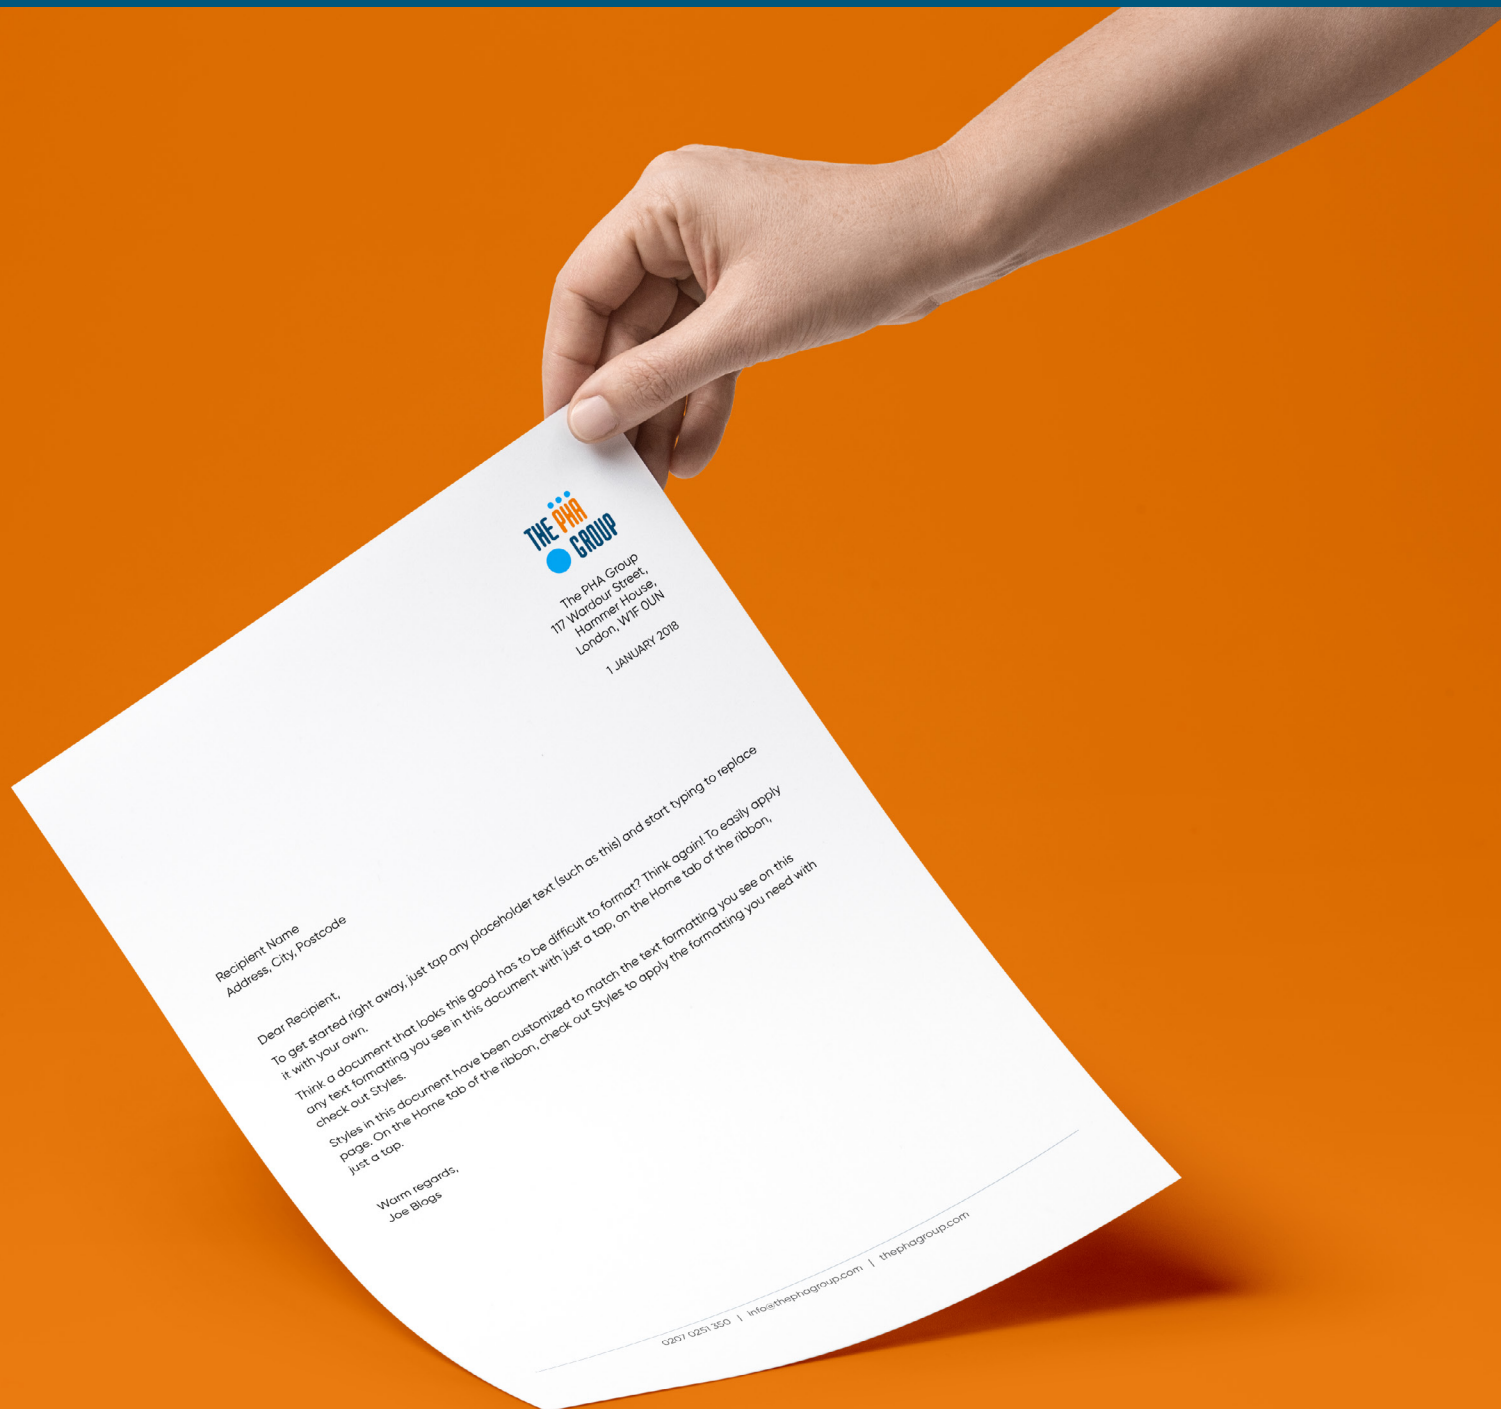 THE PHA
GROUP
The PHA Group
117 Wardour Street,
Hammer House,
London, W1F 0UN
1 JANUARY 2018
Recipient Name
Address, City, Postcode
Dear Recipient,
To get started right away, just tap any placeholder text (such as this) and start typing to replace
it with your own.
Think a document that looks this good has to be difficult to format? Think again! To easily apply
any text formatting you see in this document with just a tap, on the Home tab of the ribbon,
check out Styles.
Styles in this document have been customized to match the text formatting you see on this
page. On the Home tab of the ribbon, check out Styles to apply the formatting you need with
just a tap.
Warm regards,
Joe Blogs
0207 0251 350 | info@thephagroup.com | thephagroup.com